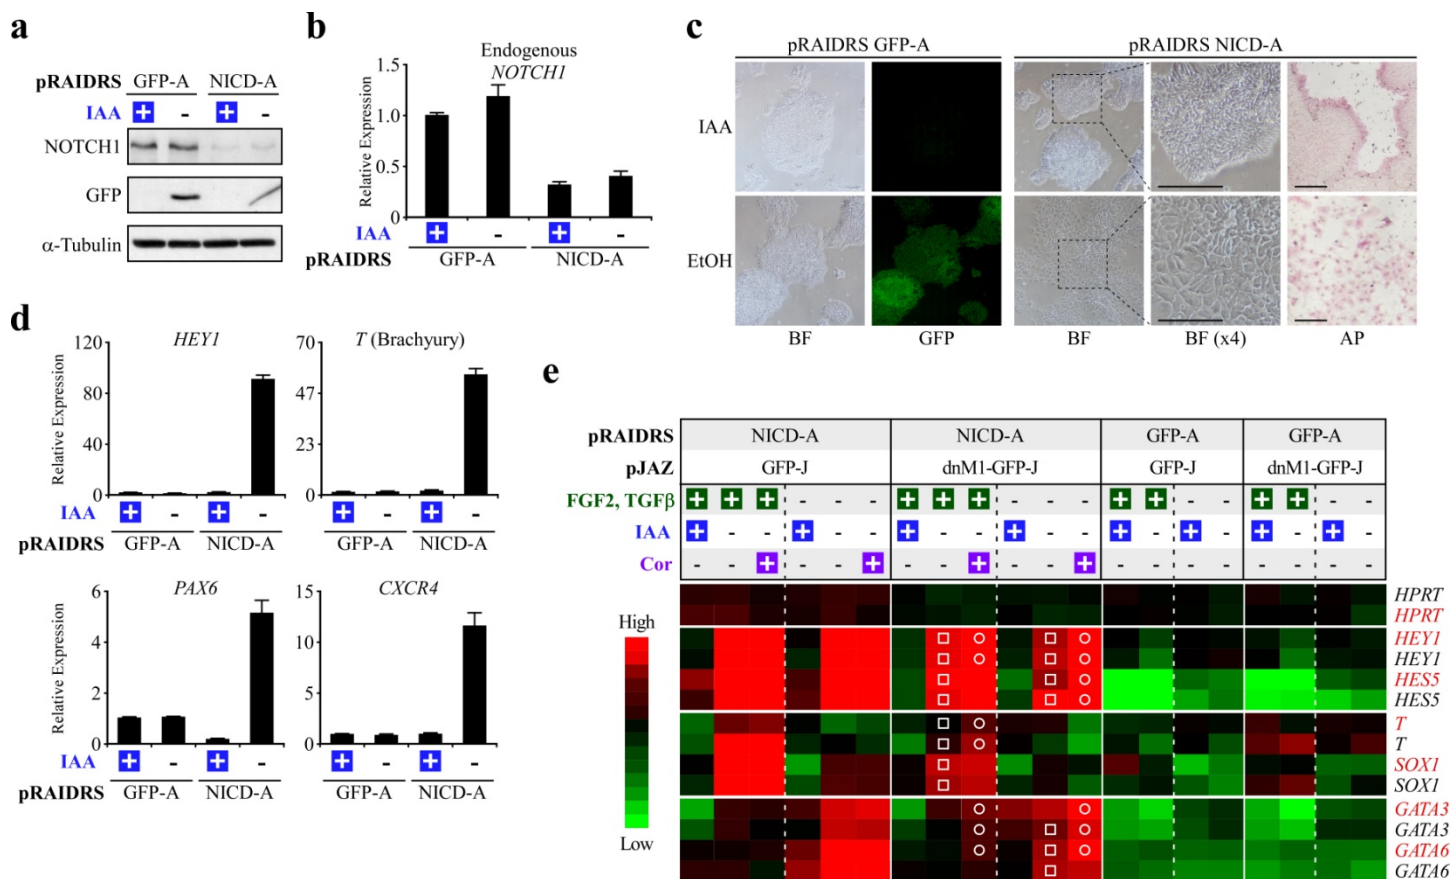 a
pRAIDRS GFP-A NICD-A
IAA + - + -
NOTCH1
GFP
α-Tubulin
b
Endogenous
NOTCH1
Relative Expression
1.5
1.0
0.5
0
IAA + - + -
pRAIDRS GFP-A NICD-A
c
pRAIDRS GFP-A pRAIDRS NICD-A
IAA
EtOH
BF GFP BF BF (x4) AP
d
HEY1
Relative Expression
120
80
40
0
IAA + - + -
pRAIDRS GFP-A NICD-A
T (Brachyury)
70
47
23
0
+ - + -
GFP-A NICD-A
PAX6
Relative Expression
6
4
2
0
IAA + - + -
pRAIDRS GFP-A NICD-A
CXCR4
15
10
5
0
+ - + -
GFP-A NICD-A
e
pRAIDRS NICD-A NICD-A GFP-A GFP-A
pJAZ GFP-J dnM1-GFP-J GFP-J dnM1-GFP-J
FGF2, TGFβ + + + - - - + + + - - - + + - - + + - -
IAA + - - + - - + - - + - - + - + - + - + -
Cor - - + - - + - - + - - + - - - - - - - -
High
Low
HPRT
HPRT
HEY1
HEY1
HES5
HES5
T
T
SOX1
SOX1
GATA3
GATA3
GATA6
GATA6